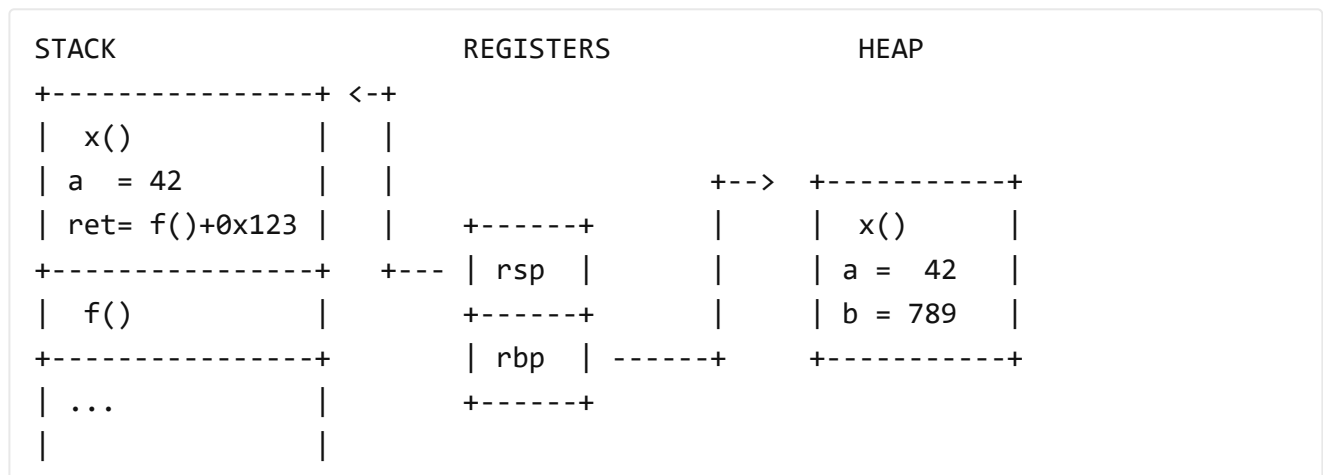 STACK                      REGISTERS               HEAP
+----------------+ <-+
|   x()          |   |
| a  = 42        |   |                +-->  +-----------+
| ret= f()+0x123 |   |    +------+      |     |  x()      |
+----------------+   +--- | rsp  |      |     | a =  42   |
|   f()          |        +------+      |     | b = 789   |
+----------------+        | rbp  | ------+     +-----------+
| ...            |        +------+
|                |